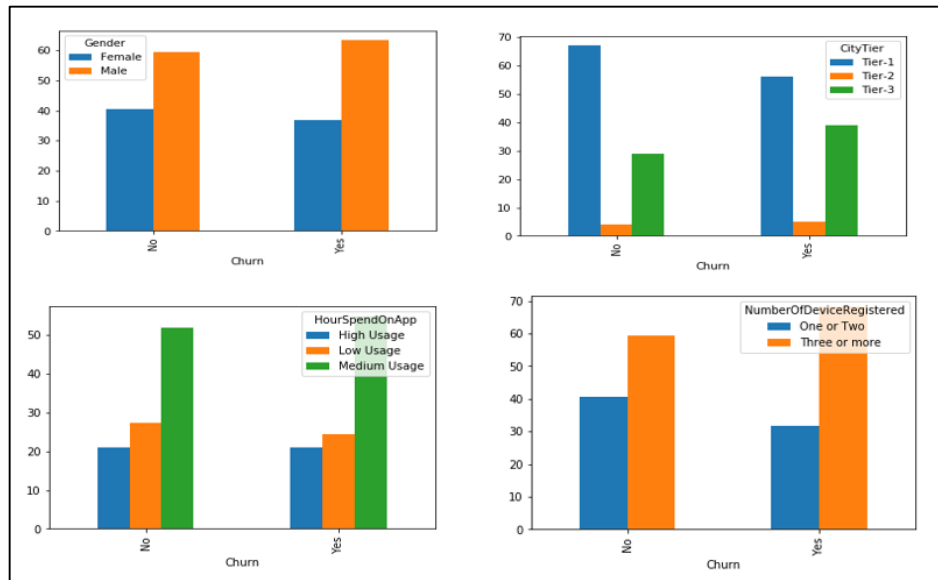 Gender
Female
Male
60
50
40
30
20
10
0
No
Yes
Churn
CityTier
Tier-1
Tier-2
Tier-3
70
60
50
40
30
20
10
0
No
Yes
Churn
HourSpendOnApp
High Usage
Low Usage
Medium Usage
50
40
30
20
10
0
No
Yes
Churn
NumberOfDeviceRegistered
One or Two
Three or more
70
60
50
40
30
20
10
0
No
Yes
Churn